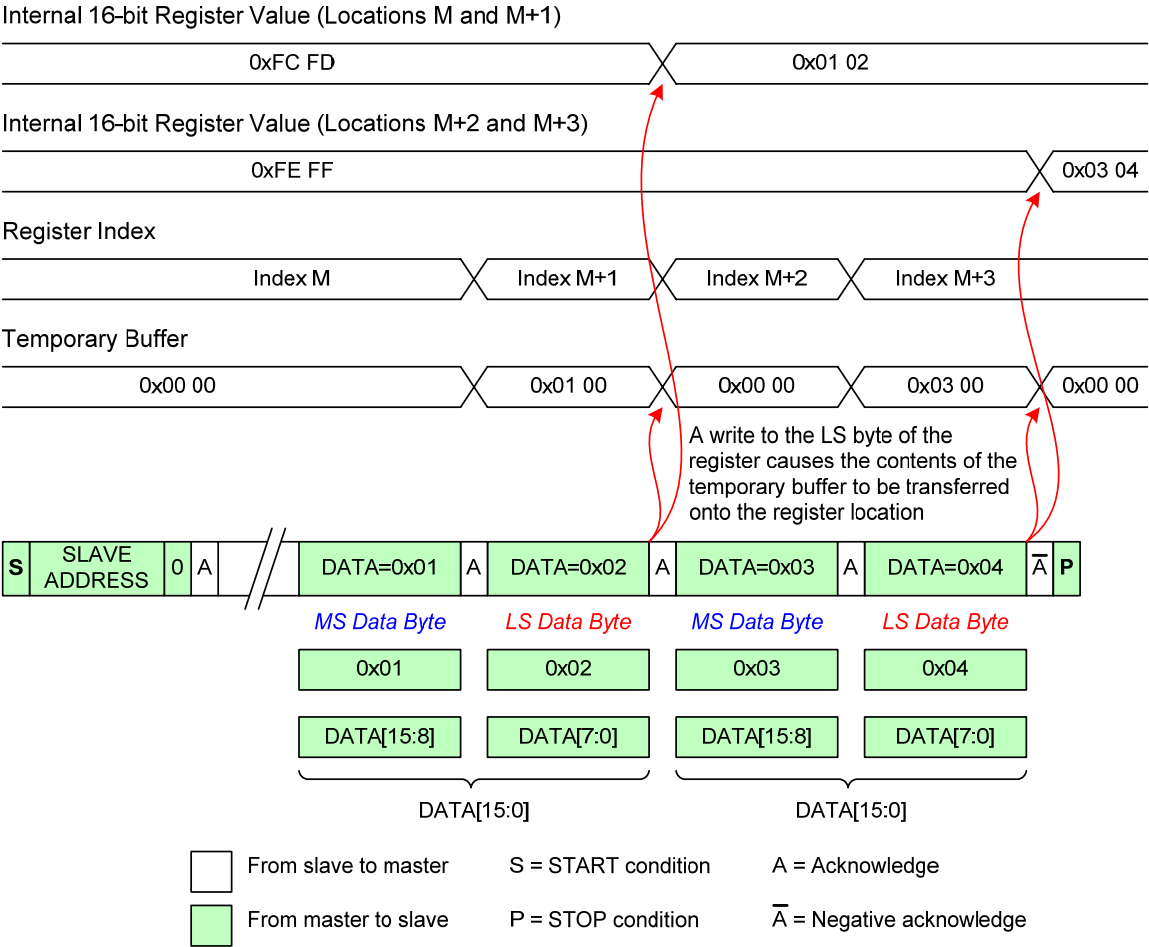 Internal 16-bit Register Value (Locations M and M+1)
0xFC FD 0x01 02
Internal 16-bit Register Value (Locations M+2 and M+3)
0xFE FF 0x03 04
Register Index
Index M Index M+1 Index M+2 Index M+3
Temporary Buffer
0x00 00 0x01 00 0x00 00 0x03 00 0x00 00
A write to the LS byte of the
register causes the contents of the
temporary buffer to be transferred
onto the register location
S SLAVE ADDRESS 0 A DATA=0x01 A DATA=0x02 A DATA=0x03 A DATA=0x04 A̅ P
MS Data Byte LS Data Byte MS Data Byte LS Data Byte
0x01 0x02 0x03 0x04
DATA[15:8] DATA[7:0] DATA[15:8] DATA[7:0]
DATA[15:0] DATA[15:0]
From slave to master S = START condition A = Acknowledge
From master to slave P = STOP condition A̅ = Negative acknowledge